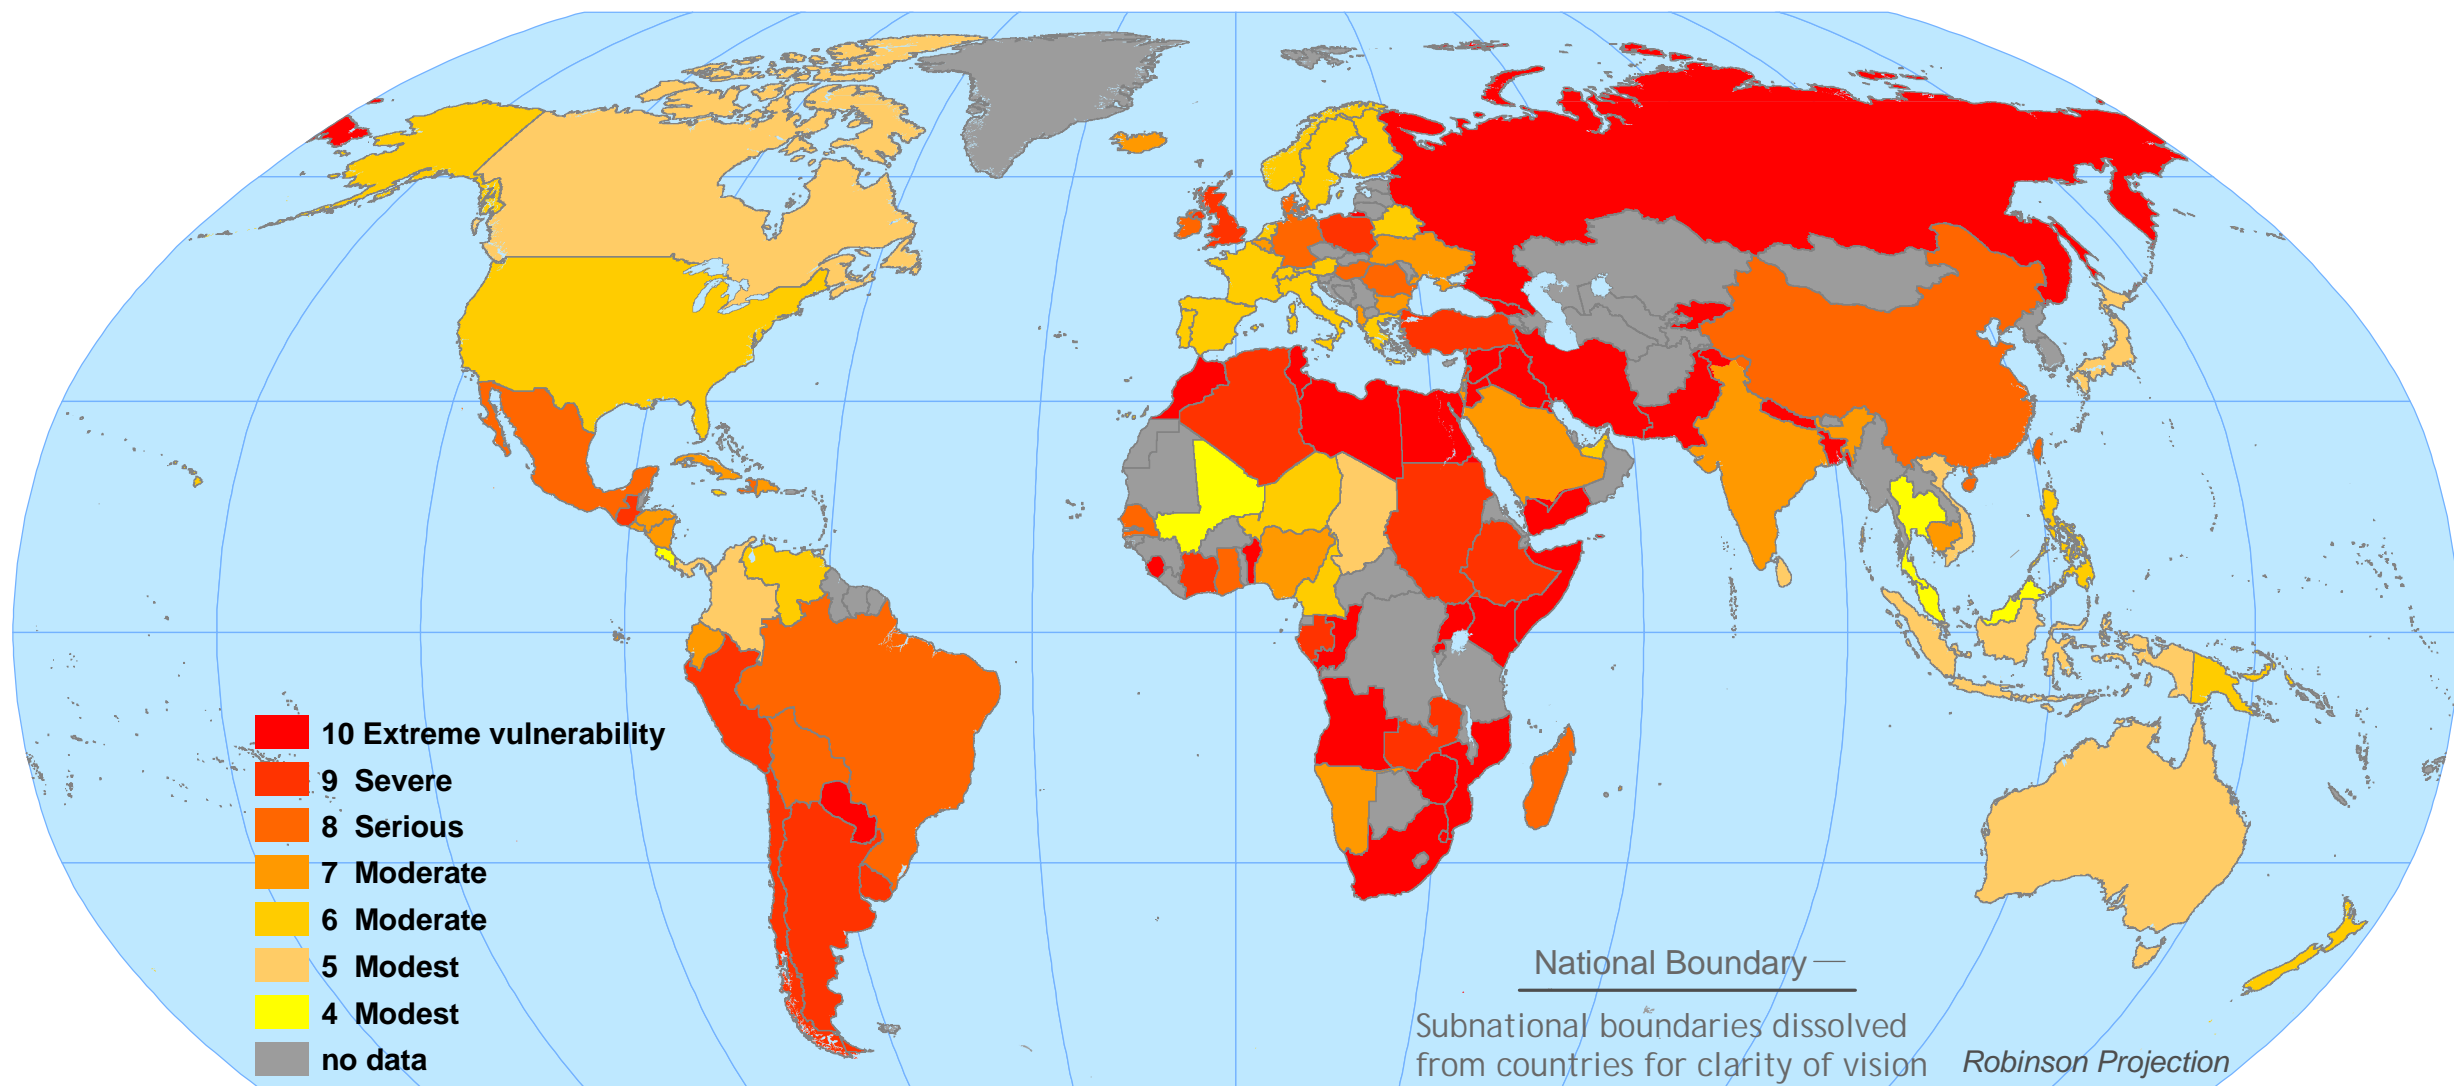 10 Extreme vulnerability
9 Severe
8 Serious
7 Moderate
6 Moderate
5 Modest
4 Modest
no data
National Boundary
Subnational boundaries dissolved
from countries for clarity of vision
Robinson Projection